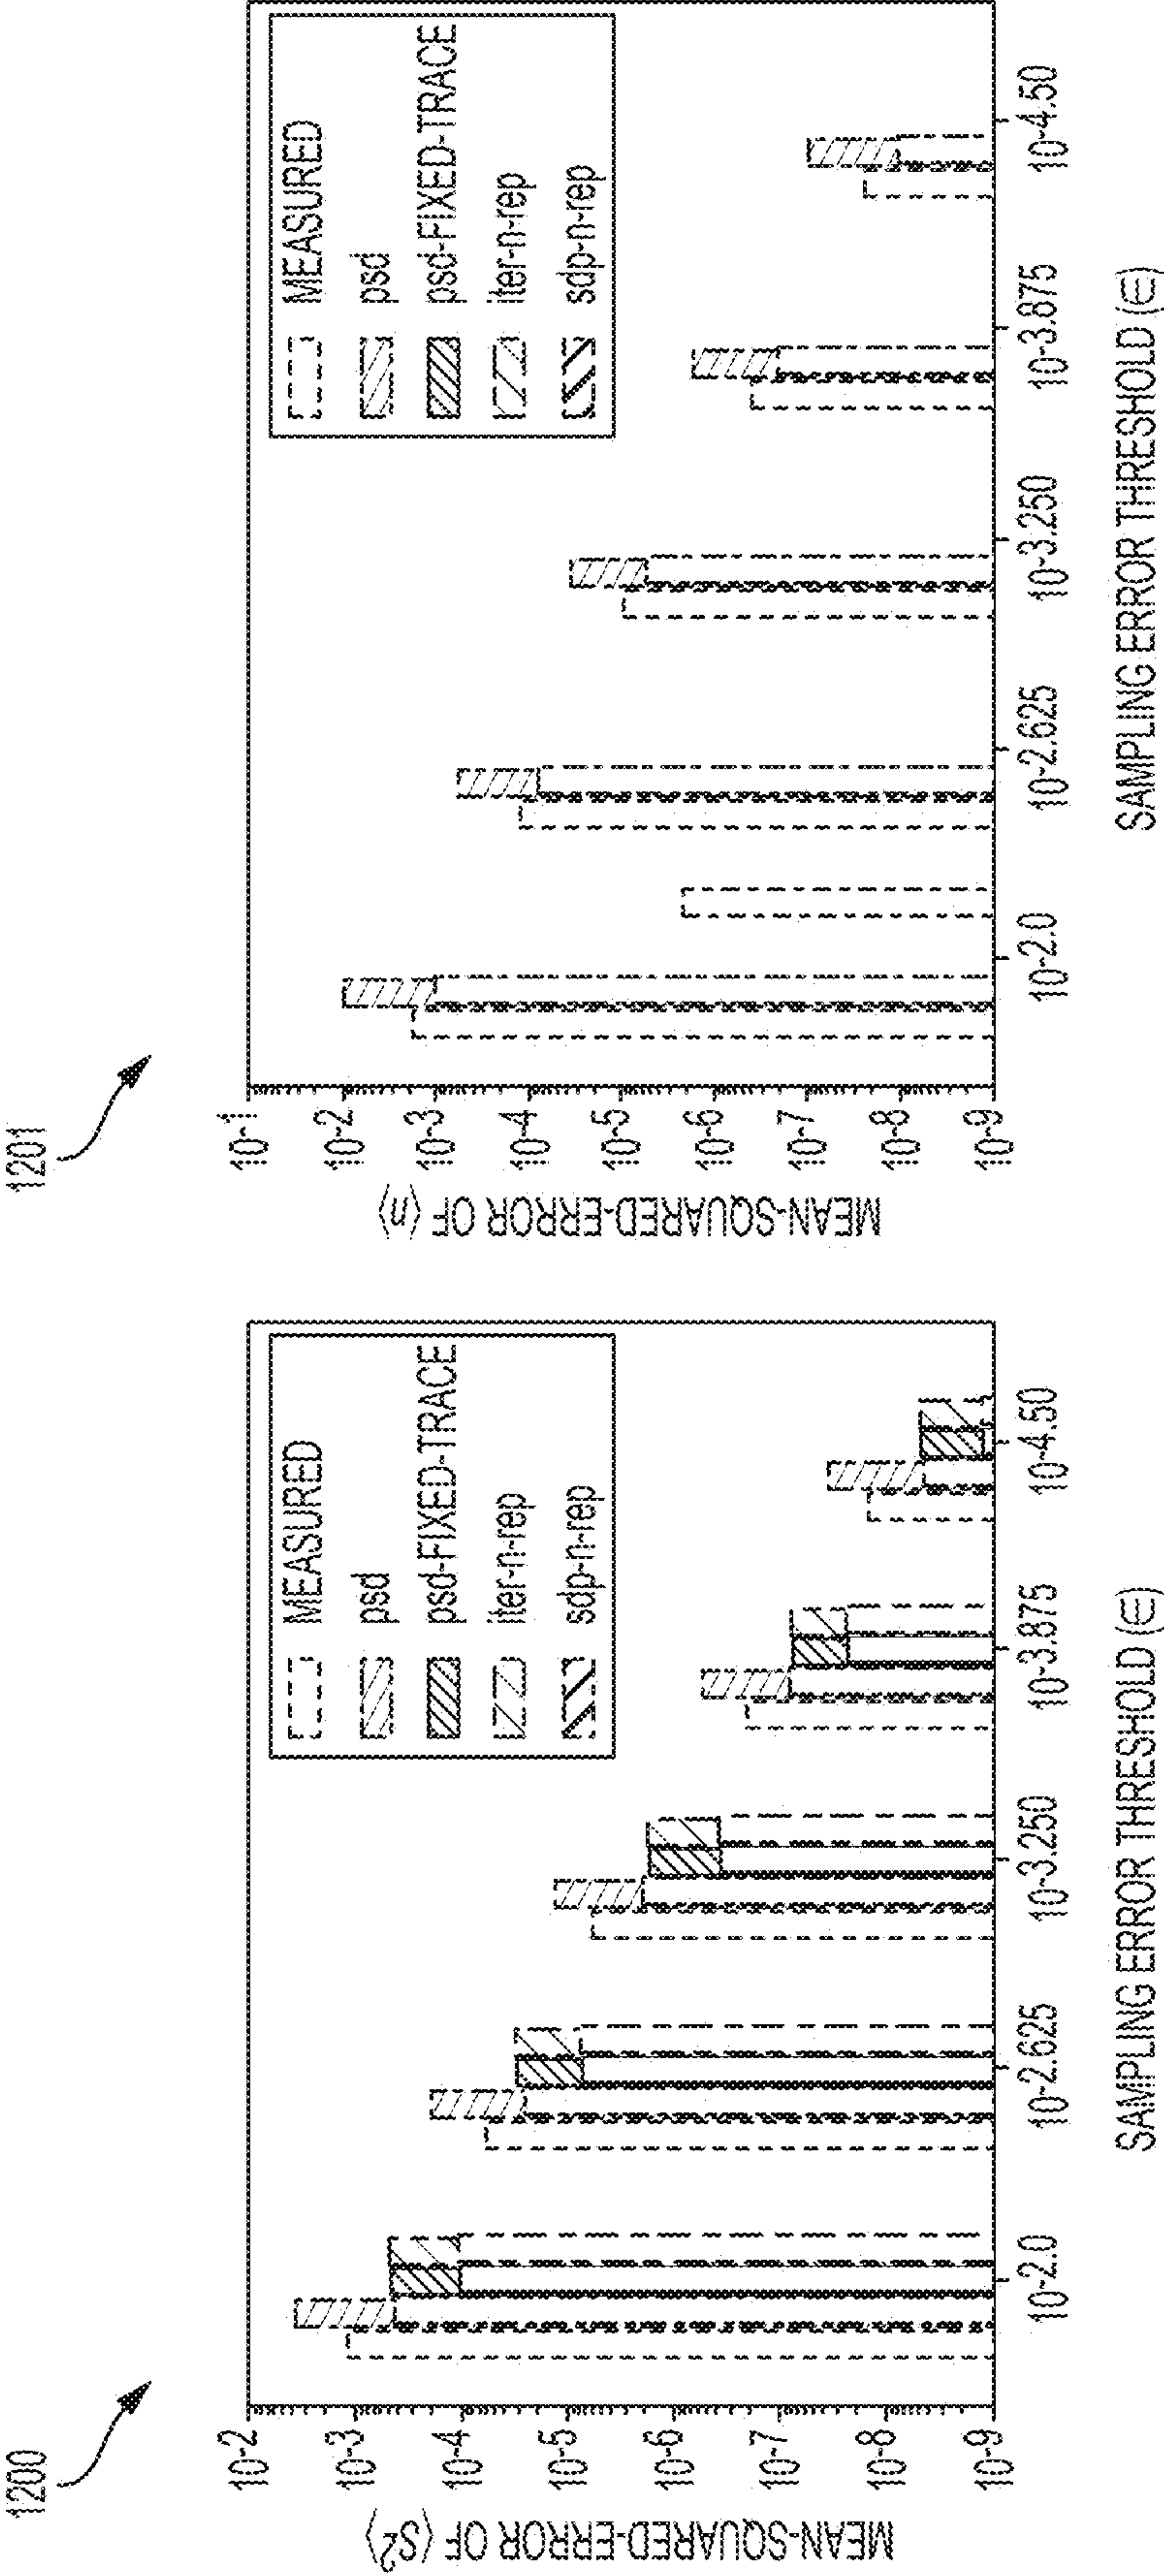 1200
MEAN-SQUARED-ERROR OF ⟨S²⟩
10-2
10-3
10-4
10-5
10-6
10-7
10-8
10-9
MEASURED
psd
psd-FIXED-TRACE
iter-n-rep
sdp-n-rep
10-2.0
10-2.625
10-3.250
10-3.875
10-4.50
SAMPLING ERROR THRESHOLD (∈)
1201
MEAN-SQUARED-ERROR OF ⟨n⟩
10-1
10-2
10-3
10-4
10-5
10-6
10-7
10-8
10-9
MEASURED
psd
psd-FIXED-TRACE
iter-n-rep
sdp-n-rep
10-2.0
10-2.625
10-3.250
10-3.875
10-4.50
SAMPLING ERROR THRESHOLD (∈)